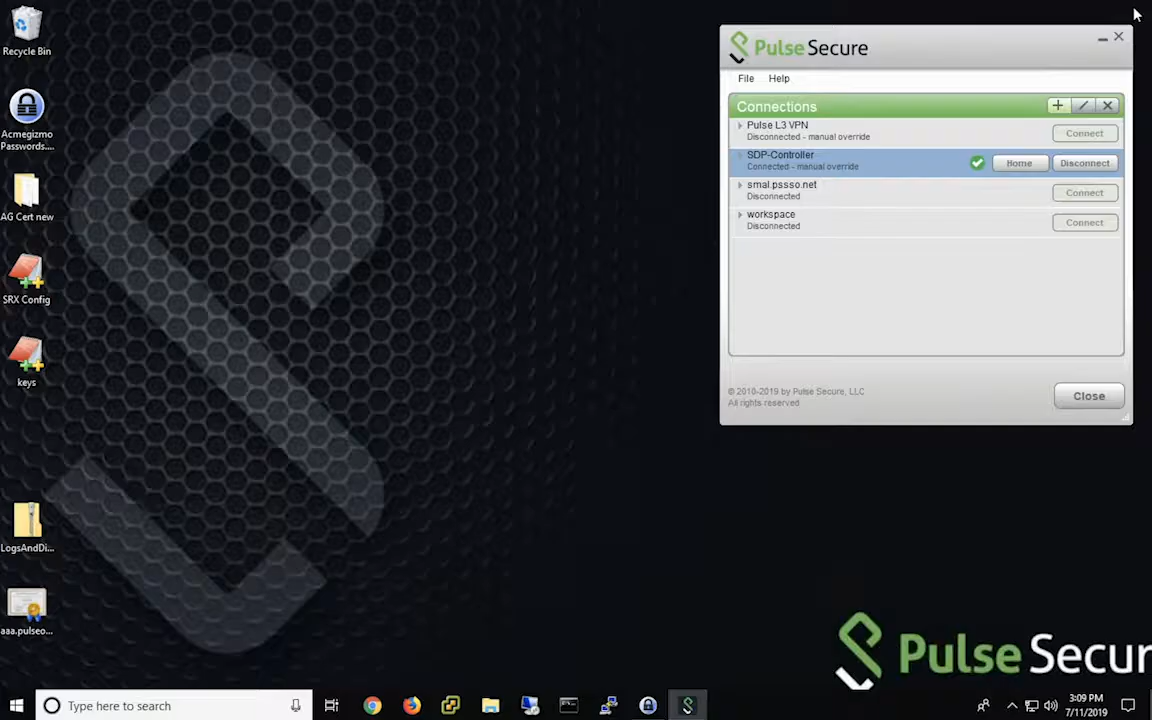 Recycle Bin
Acmegizmo
Passwords....
AG Cert new
SRX Config
keys
LogsAndDi...
aaa.pulseo...
Pulse Secure
File Help
Connections
Pulse L3 VPN
Disconnected - manual override
Connect
SDP-Controller
Connected - manual override
Home Disconnect
smal.pssso.net
Disconnected
Connect
workspace
Disconnected
Connect
© 2010-2019 by Pulse Secure, LLC
All rights reserved
Close
Pulse Secur
Type here to search
3:09 PM
7/11/2019